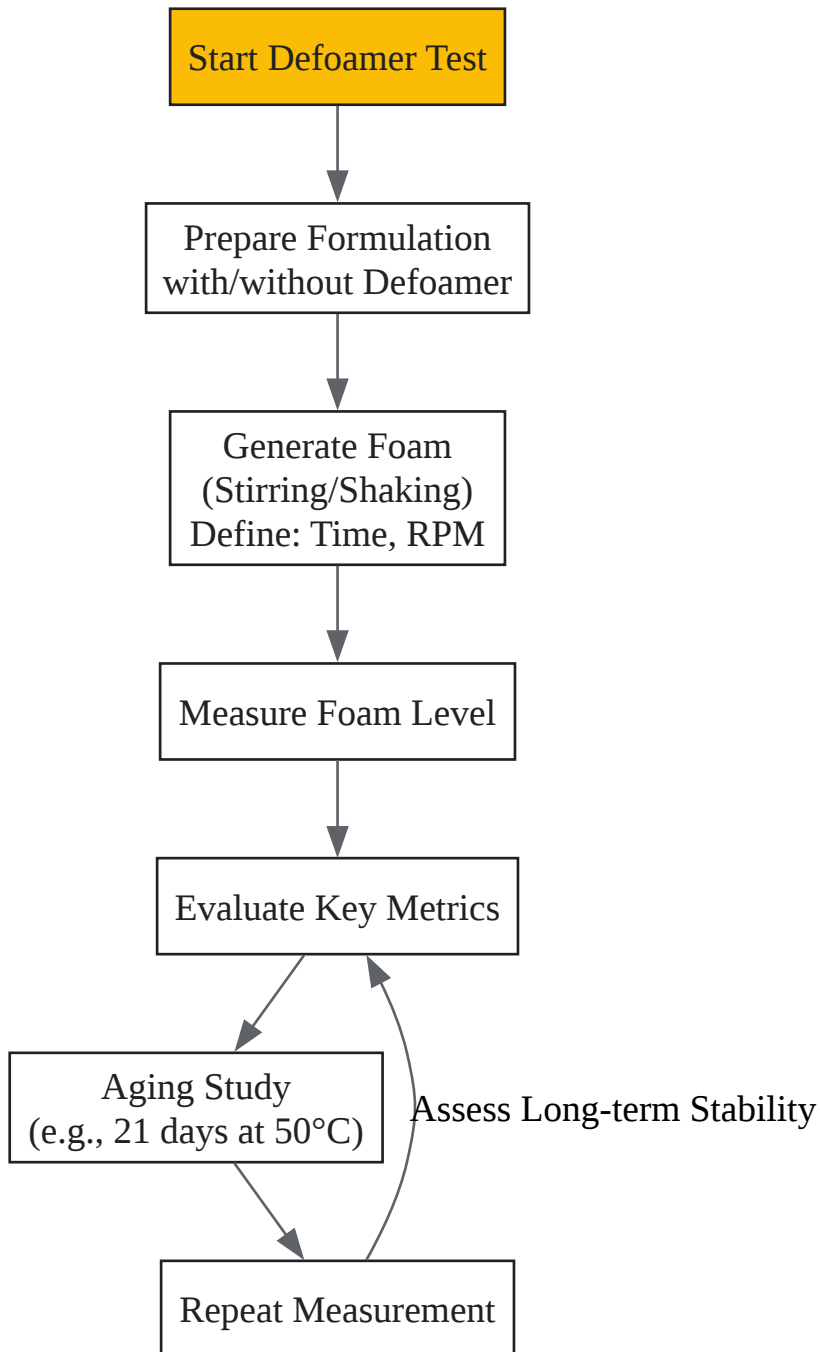 Start Defoamer Test
Prepare Formulation
with/without Defoamer
Generate Foam
(Stirring/Shaking)
Define: Time, RPM
Measure Foam Level
Evaluate Key Metrics
Aging Study
(e.g., 21 days at 50°C)
Assess Long-term Stability
Repeat Measurement